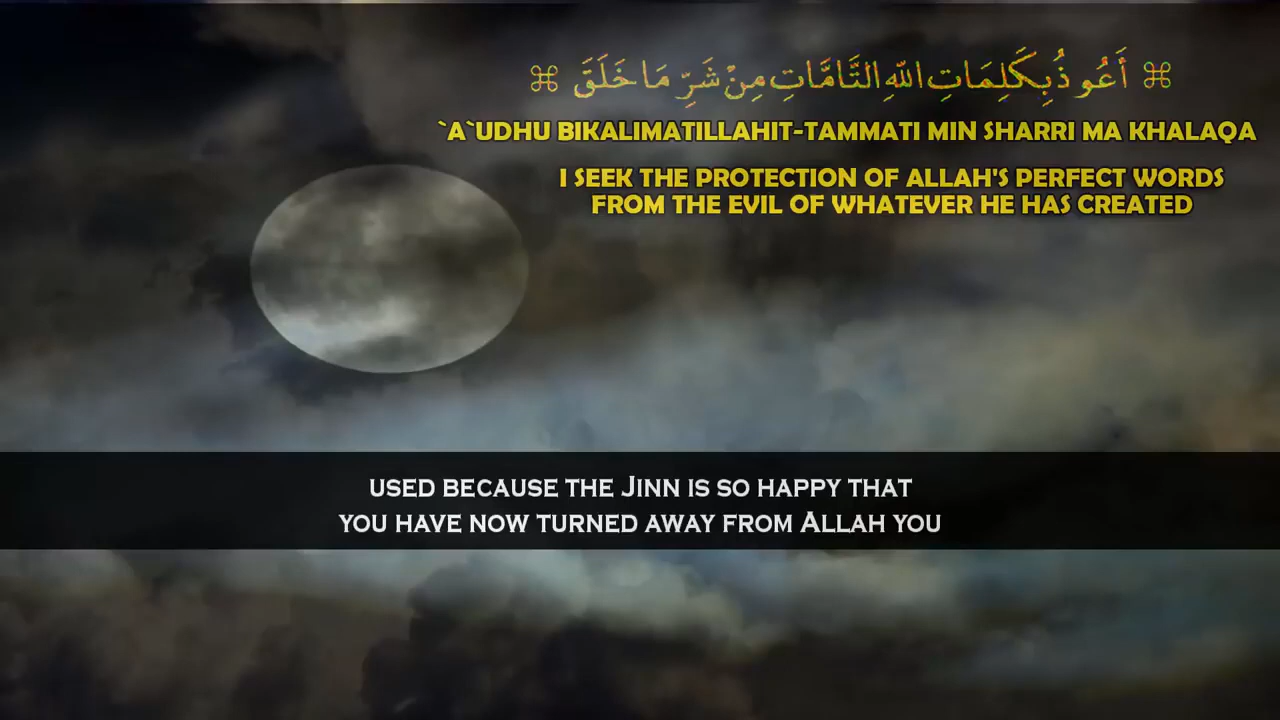 ⌘ أَعُوذُ بِكَلِمَاتِ اللّٰهِ التَّامَّاتِ مِنْ شَرِّ مَا خَلَقَ ⌘
`A`UDHU BIKALIMATILLAHIT-TAMMATI MIN SHARRI MA KHALAQA
I SEEK THE PROTECTION OF ALLAH'S PERFECT WORDS
FROM THE EVIL OF WHATEVER HE HAS CREATED
USED BECAUSE THE JINN IS SO HAPPY THAT
YOU HAVE NOW TURNED AWAY FROM ALLAH YOU